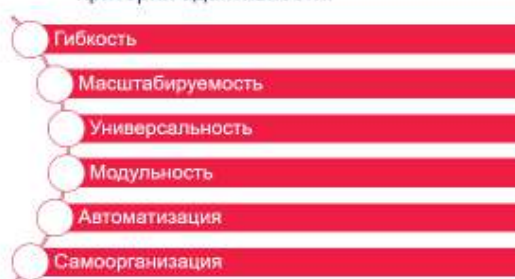 Гибкость
Масштабируемость
Универсальность
Модульность
Автоматизация
Самоорганизация